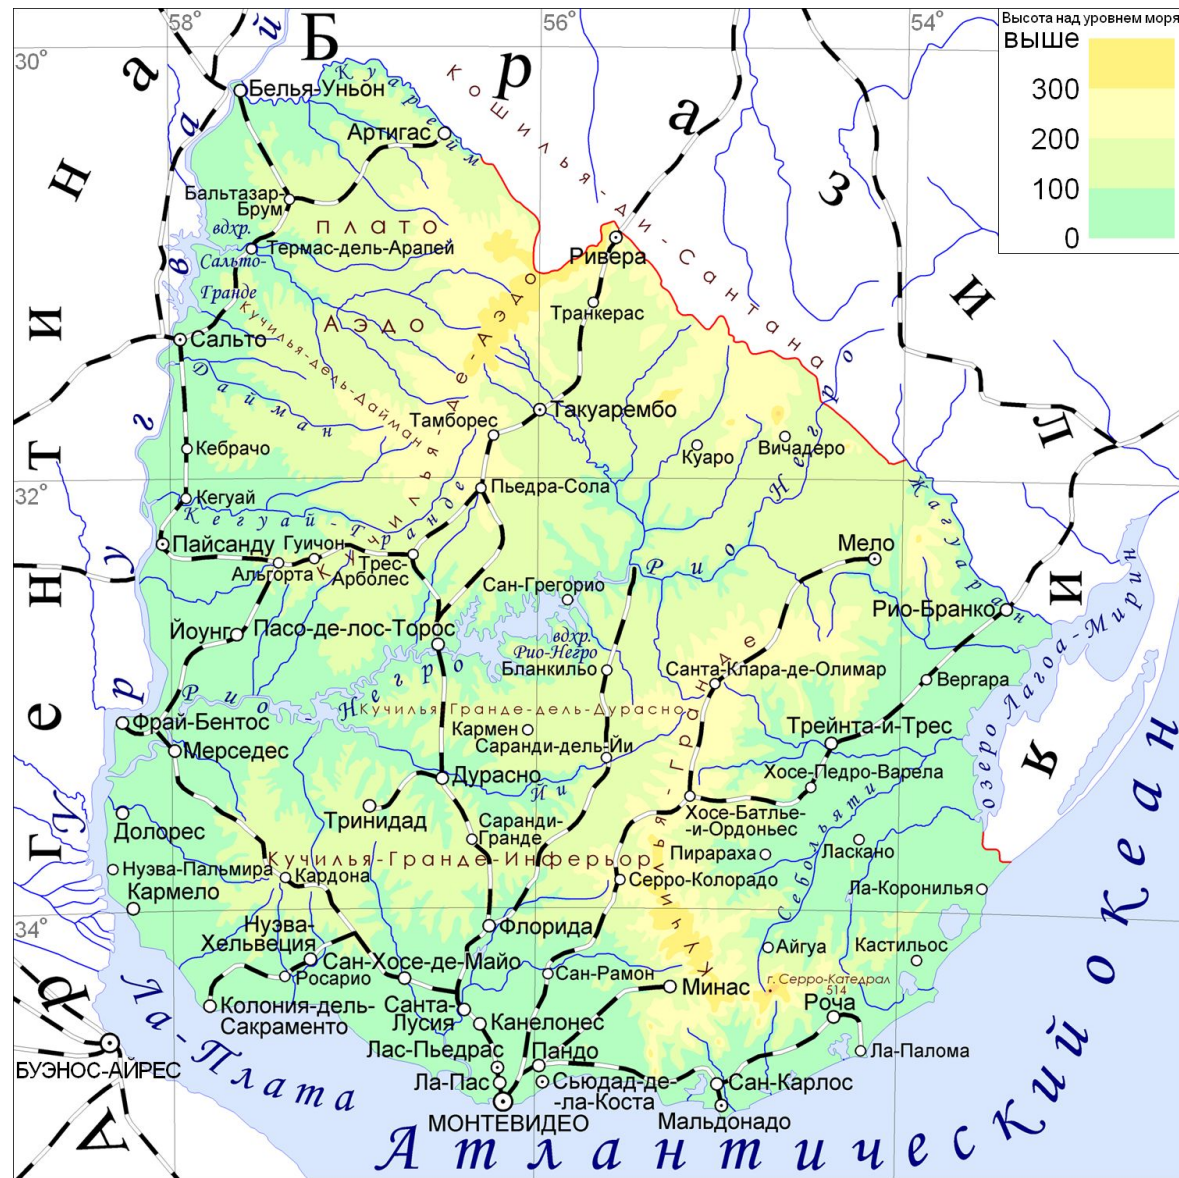 58°
56°
54°
Высота над уровнем моря
выше
300
200
100
0
30°
32°
34°
Бразилия
Аргентина
Уругвай
Куарейм
Кошилья-ди-Сантана
Белья-Уньон
Артигас
Бальтазар-
Брум
плато
Аэдо
вдхр.
Сальто-
Гранде
Термас-дель-Арапей
Ривера
Транкерас
Кучилья-дель-Дайман
Кучилья-де-Аэдо
Сальто
Дайман
Такуарембо
Тамборес
Кебрачо
Куаро
Вичадеро
Рио-Негро
Кегуай
Пьедра-Сола
Кегуай-Гранде
Жагуаран
Пайсанду
Гуичон
Альгорта
Трес-
Арболес
Мело
Сан-Грегорио
Рио-Бранко
Йоунг
Пасо-де-лос-Торос
вдхр.
Рио-Негро
Бланкильо
Санта-Клара-де-Олимар
Вергара
озеро Лагоа-Мирин
Рио-Негро
Кучилья Гранде-дель-Дурасно
Кучилья-Гранде
Фрай-Бентос
Мерседес
Кармен
Саранди-дель-Йи
Трейнта-и-Трес
Дурасно
Йи
Хосе-Педро-Варела
Тринидад
Долорес
Саранди-
Гранде
Хосе-Батлье-
-и-Ордоньес
Себольяти
Пирараха
Ласкано
Кучилья-Гранде-Инферьор
Нуэва-Пальмира
Кардона
Серро-Колорадо
Ла-Коронилья
Кармело
Нуэва-
Хельвеция
Флорида
Айгуа
Кастильос
Росарио
Сан-Хосе-де-Майо
Сан-Рамон
Минас
г. Серро-Катедрал
514
Роча
Колония-дель-
Сакраменто
Санта-
Лусия
Канелонес
Ла-Палома
Лас-Пьедрас
Пандо
Ла-Пас
Сьюдад-де-
-ла-Коста
Сан-Карлос
Мальдонадо
БУЭНОС-АЙРЕС
МОНТЕВИДЕО
Ла-Плата
Атлантический океан